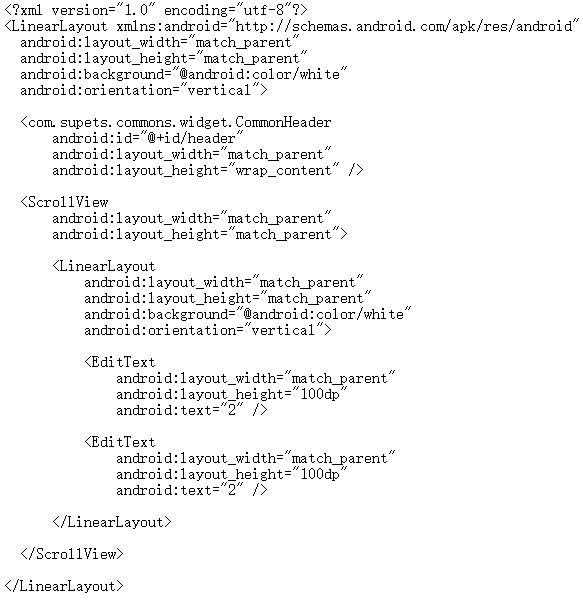 <?xml version="1.0" encoding="utf-8"?>
<LinearLayout xmlns:android="http://schemas.android.com/apk/res/android"
  android:layout_width="match_parent"
  android:layout_height="match_parent"
  android:background="@android:color/white"
  android:orientation="vertical">

  <com.supets.commons.widget.CommonHeader
      android:id="@+id/header"
      android:layout_width="match_parent"
      android:layout_height="wrap_content" />

  <ScrollView
      android:layout_width="match_parent"
      android:layout_height="match_parent">

      <LinearLayout
          android:layout_width="match_parent"
          android:layout_height="match_parent"
          android:background="@android:color/white"
          android:orientation="vertical">

          <EditText
              android:layout_width="match_parent"
              android:layout_height="100dp"
              android:text="2" />

          <EditText
              android:layout_width="match_parent"
              android:layout_height="100dp"
              android:text="2" />

      </LinearLayout>

  </ScrollView>

</LinearLayout>